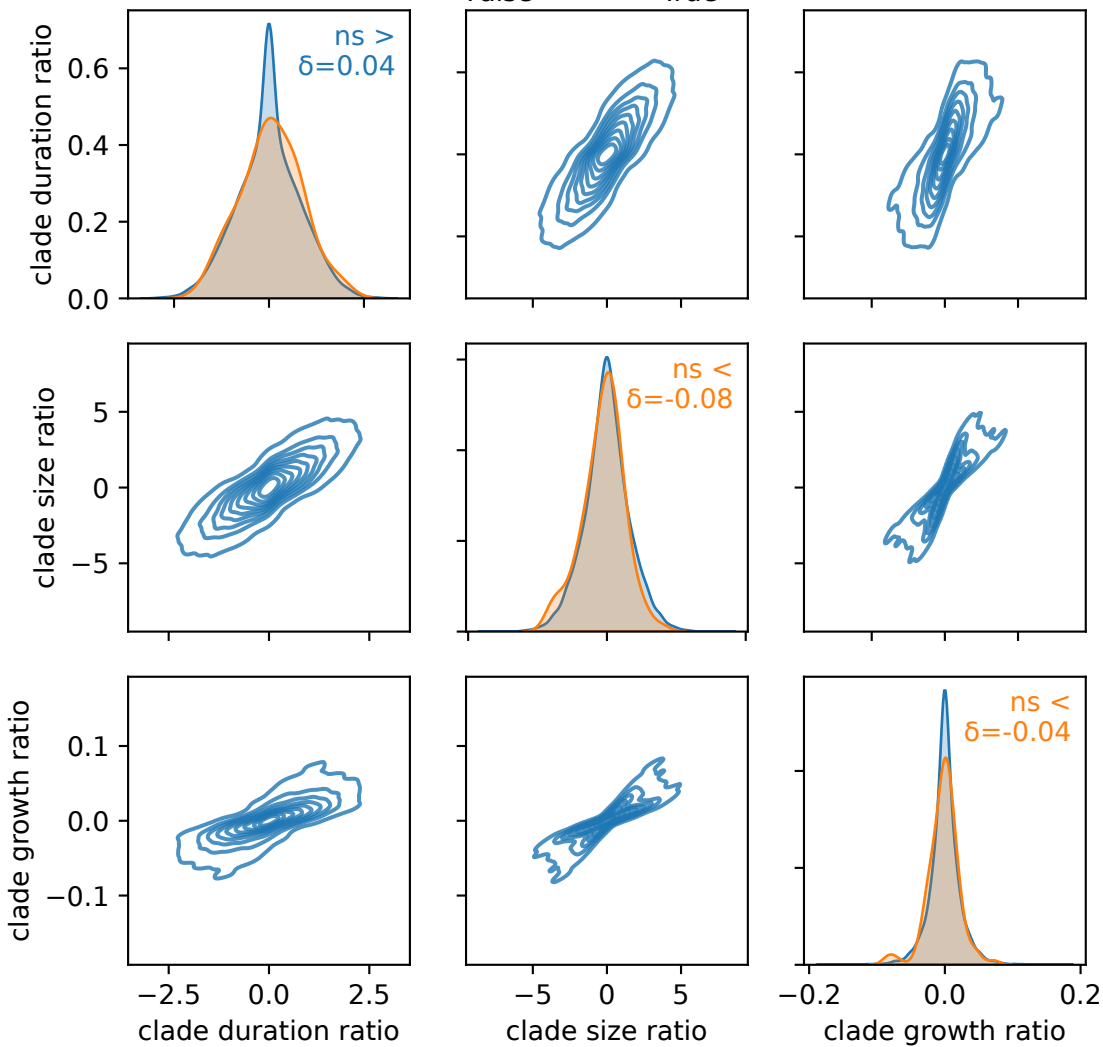 clade duration ratio
0.6
0.4
0.2
0.0
ns >
δ=0.04
clade size ratio
5
0
−5
ns <
δ=-0.08
clade growth ratio
0.1
0.0
−0.1
ns <
δ=-0.04
−2.5 0.0 2.5
−5 0 5
−0.2 0.0 0.2
clade duration ratio
clade size ratio
clade growth ratio